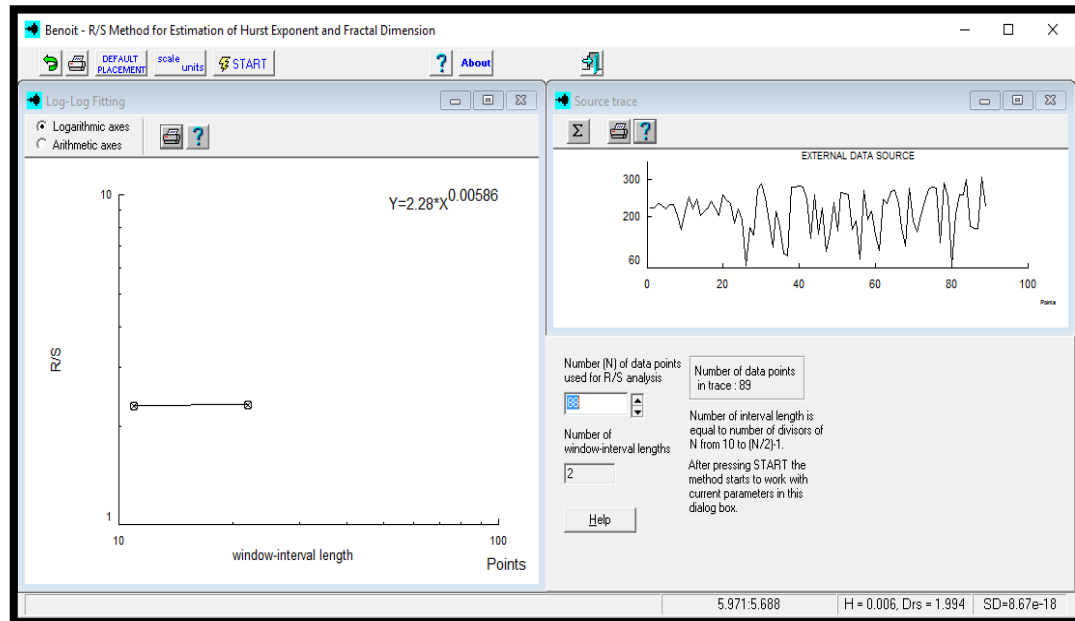 Benoit - R/S Method for Estimation of Hurst Exponent and Fractal Dimension
DEFAULT
PLACEMENT
scale
units
START
?
About
Log-Log Fitting
Logarithmic axes
Arithmetic axes
?
10
Y=2.28*X^0.00586
R/S
1
10
100
window-interval length
Points
Source trace
Σ
?
EXTERNAL DATA SOURCE
300
200
60
0
20
40
60
80
100
Points
Number (N) of data points
used for R/S analysis
88
Number of
window-interval lengths
2
Help
Number of data points
in trace : 89
Number of interval length is
equal to number of divisors of
N from 10 to (N/2)-1.
After pressing START the
method starts to work with
current parameters in this
dialog box.
5.971:5.688
H = 0.006, Drs = 1.994
SD=8.67e-18